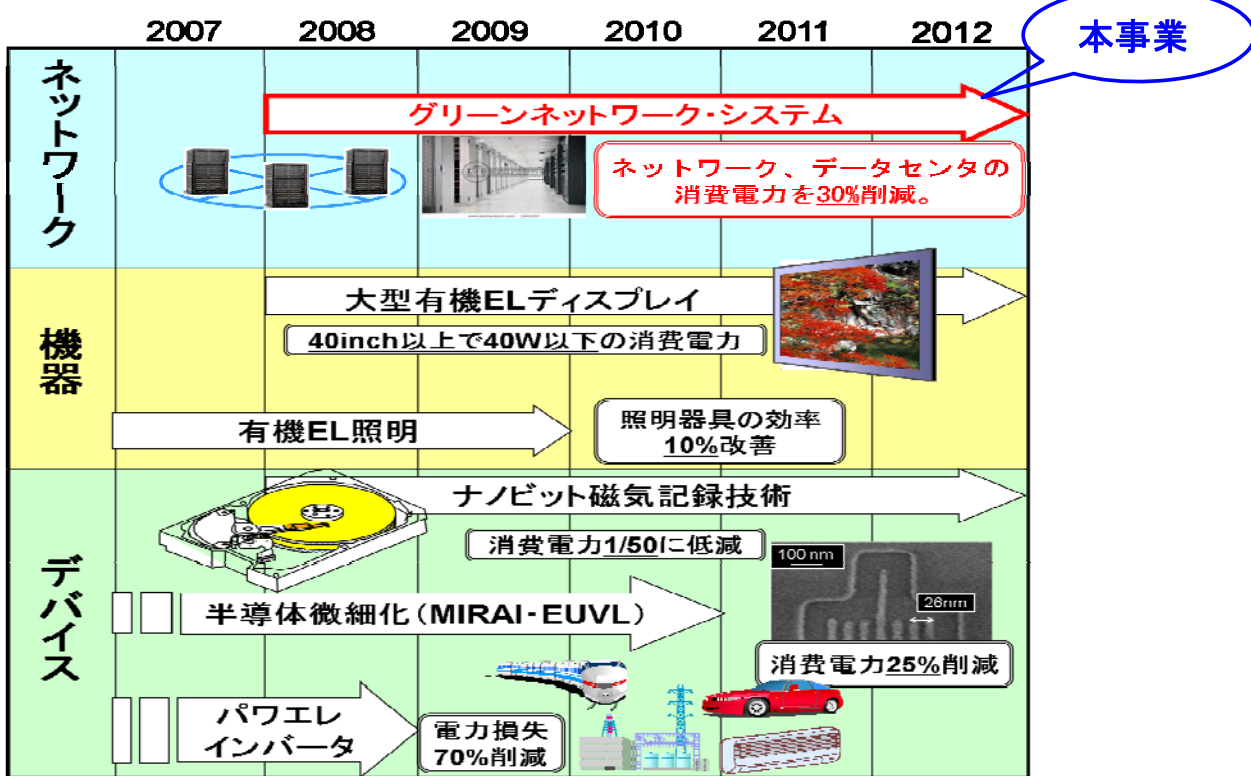 2007 2008 2009 2010 2011 2012
本事業
ネットワーク
グリーンネットワーク・システム
ネットワーク、データセンタの
消費電力を30%削減。
機器
大型有機ELディスプレイ
40inch以上で40W以下の消費電力
有機EL照明
照明器具の効率
10%改善
デバイス
ナノビット磁気記録技術
消費電力1/50に低減
100 nm
26nm
半導体微細化(MIRAI・EUVL)
消費電力25%削減
パワエレ
インバータ
電力損失
70%削減